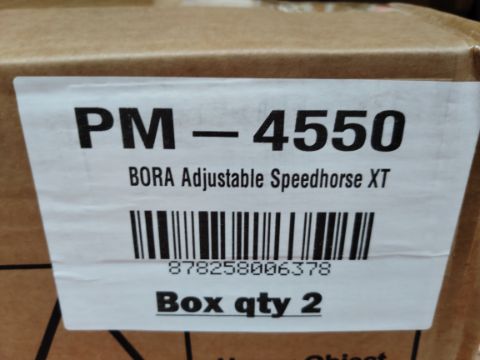 PM – 4550
BORA Adjustable Speedhorse XT
878258006378
Box qty 2